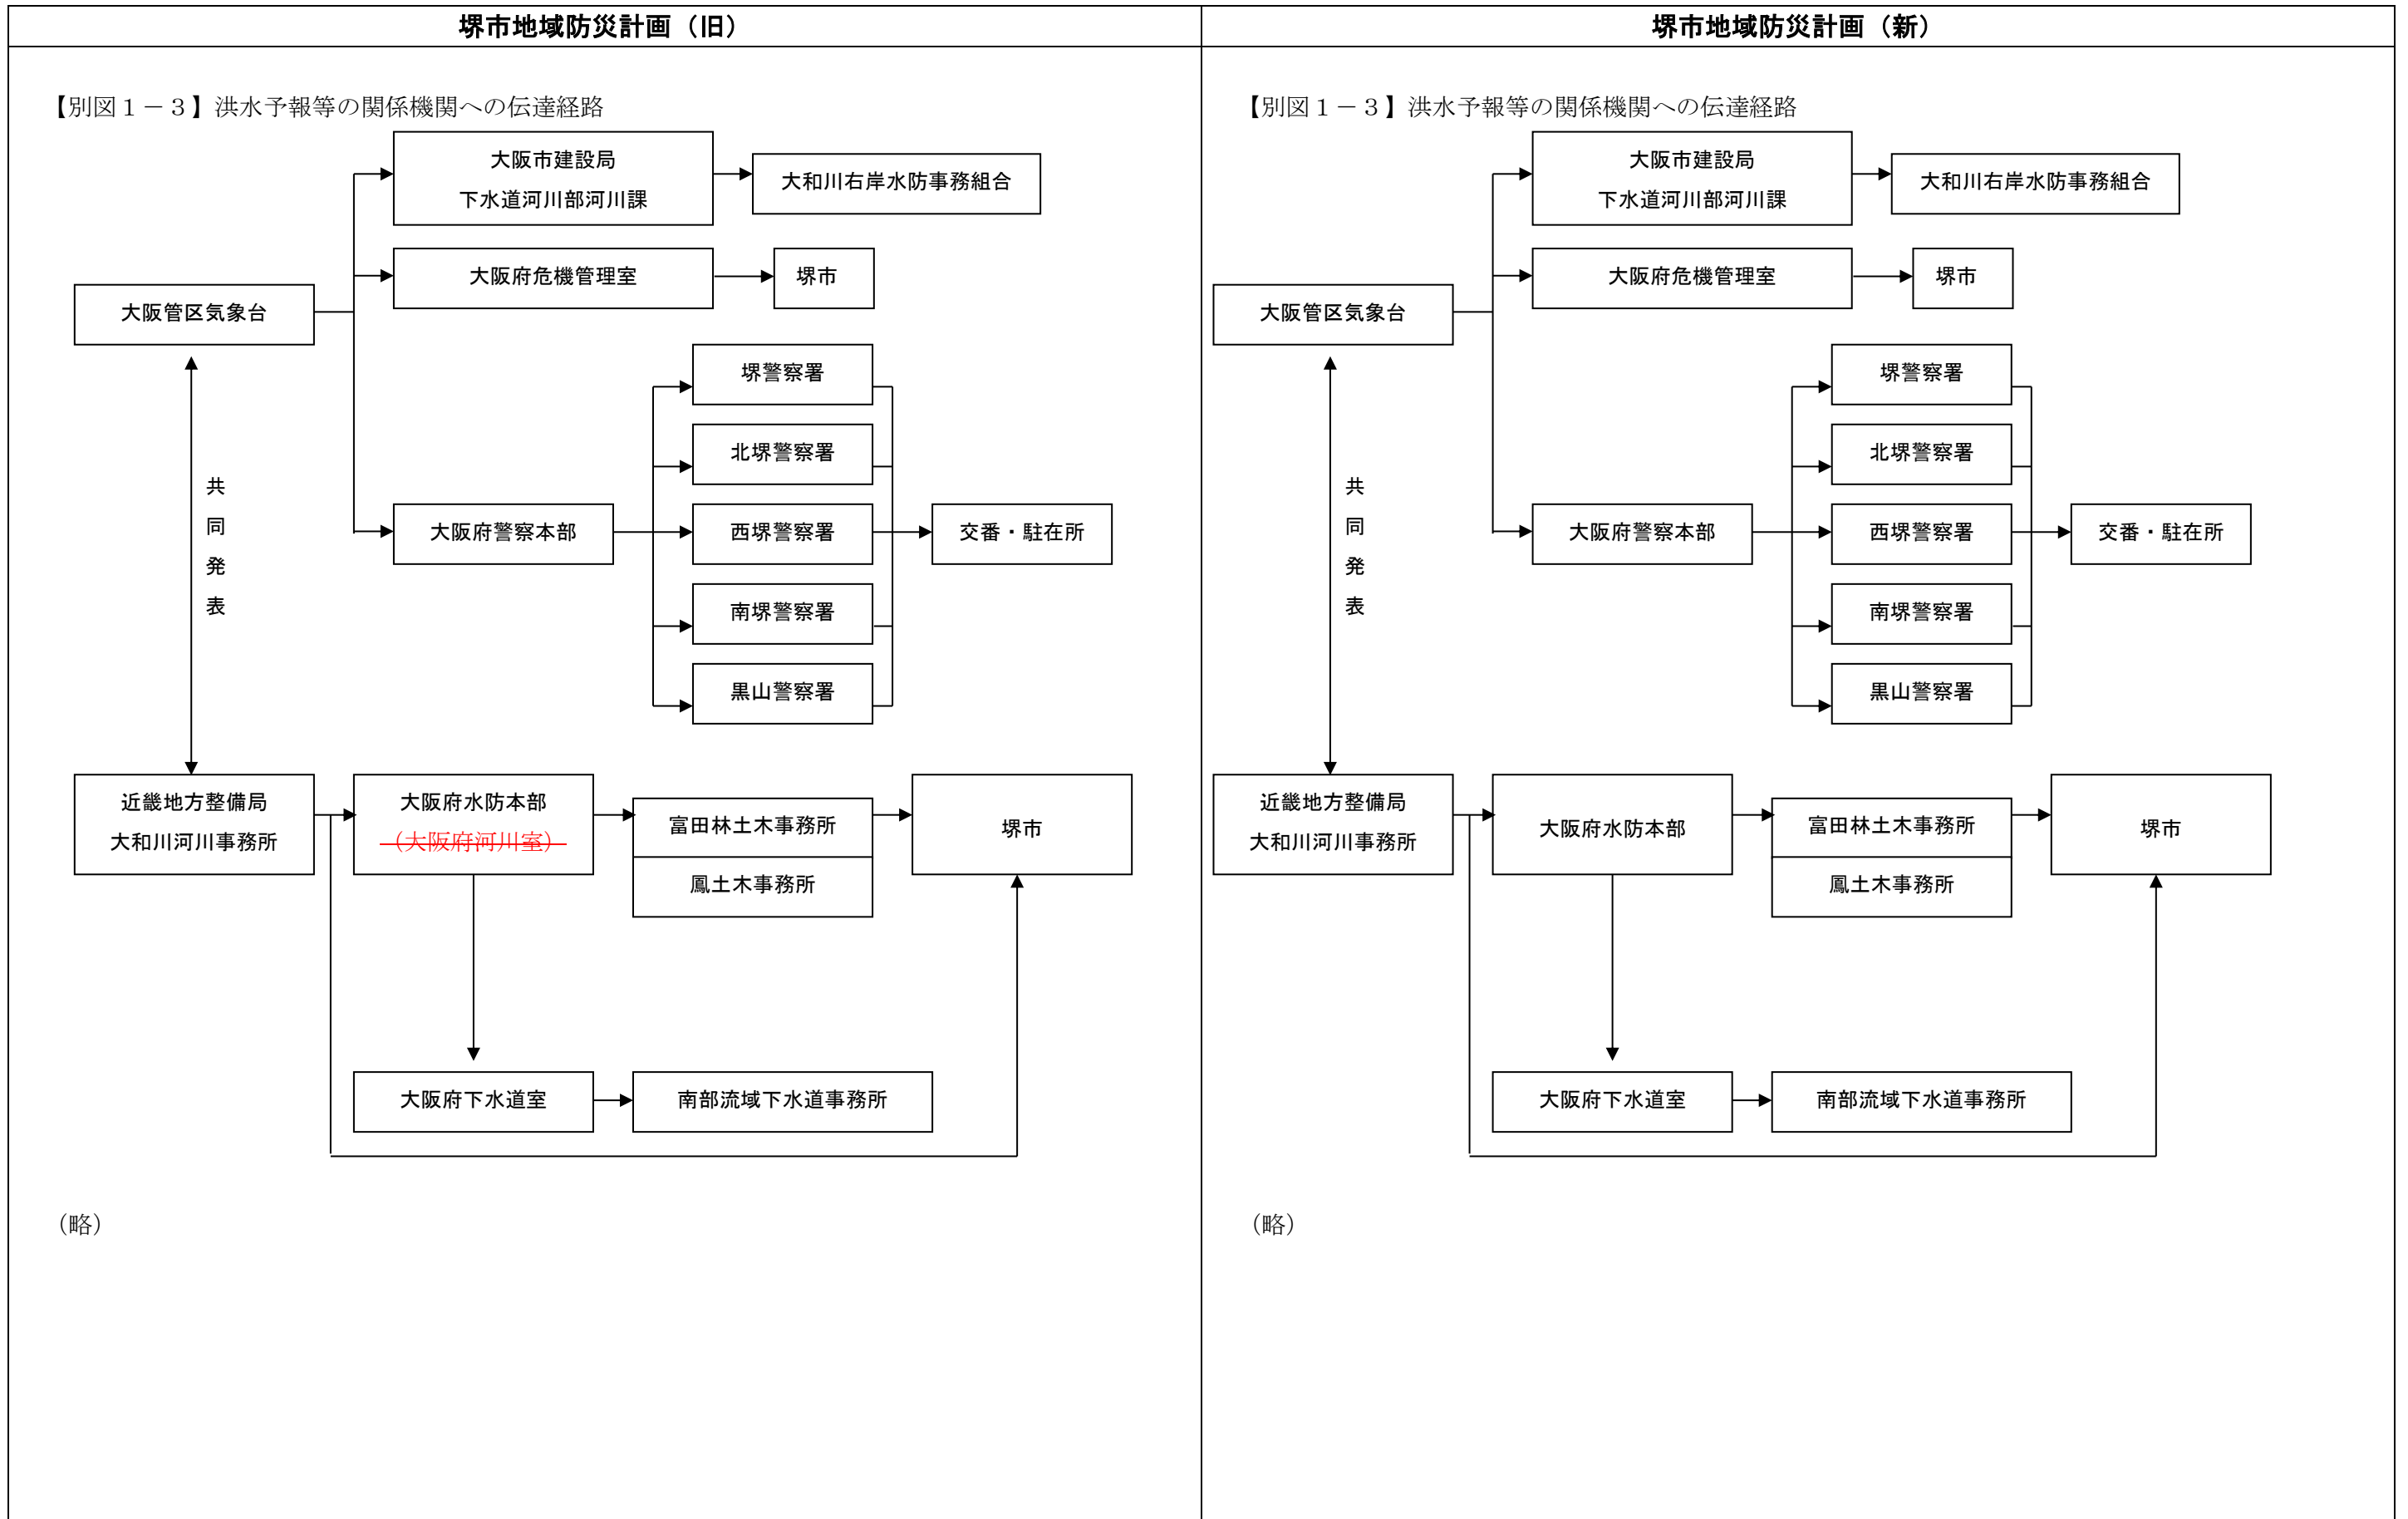 堺市地域防災計画（旧）
【別図１－３】洪水予報等の関係機関への伝達経路
大阪市建設局
下水道河川部河川課
大和川右岸水防事務組合
大阪府危機管理室
堺市
大阪管区気象台
堺警察署
北堺警察署
共同発表
大阪府警察本部
西堺警察署
交番・駐在所
南堺警察署
黒山警察署
近畿地方整備局
大和川河川事務所
大阪府水防本部
（大阪府河川室）
富田林土木事務所
鳳土木事務所
堺市
大阪府下水道室
南部流域下水道事務所
（略）
堺市地域防災計画（新）
【別図１－３】洪水予報等の関係機関への伝達経路
大阪市建設局
下水道河川部河川課
大和川右岸水防事務組合
大阪府危機管理室
堺市
大阪管区気象台
堺警察署
北堺警察署
共同発表
大阪府警察本部
西堺警察署
交番・駐在所
南堺警察署
黒山警察署
近畿地方整備局
大和川河川事務所
大阪府水防本部
富田林土木事務所
鳳土木事務所
堺市
大阪府下水道室
南部流域下水道事務所
（略）